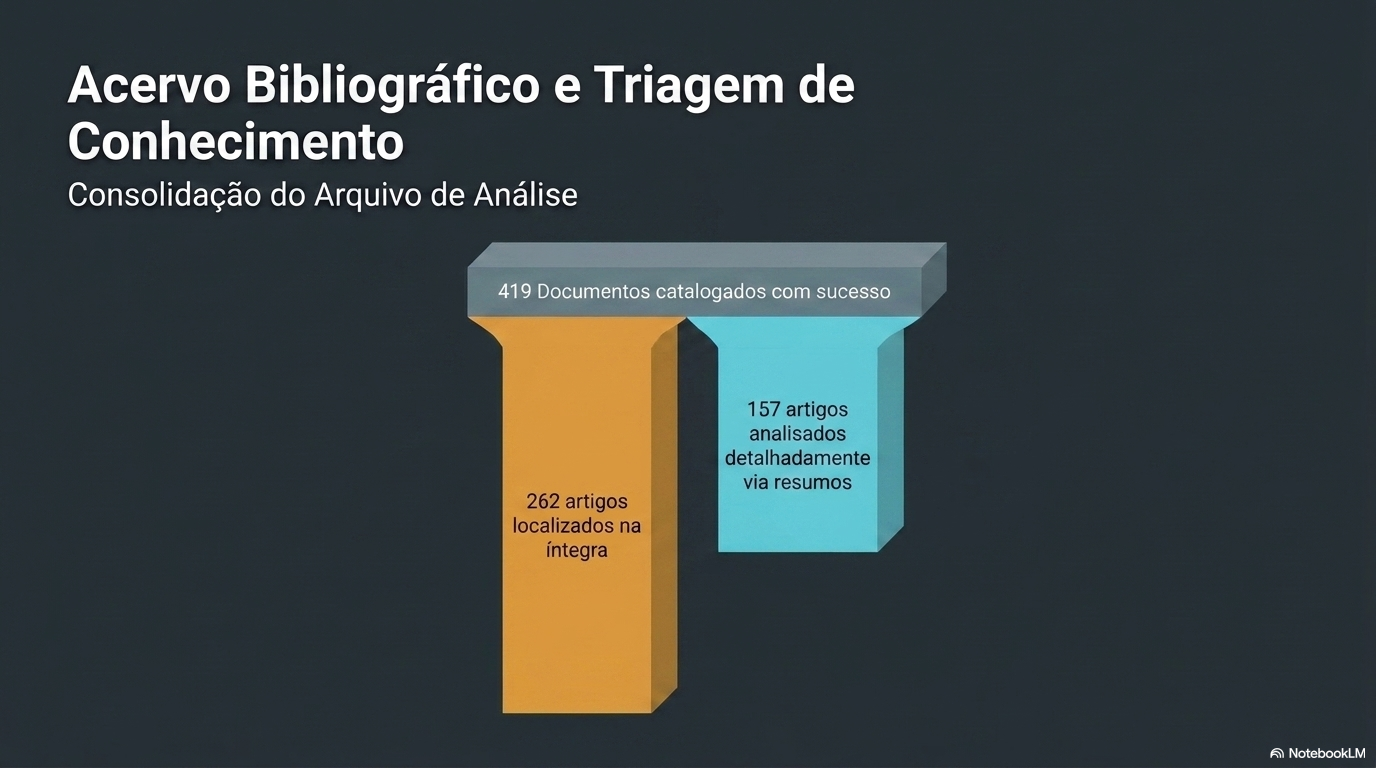 Acervo Bibliográfico e Triagem de
Conhecimento
Consolidação do Arquivo de Análise
419 Documentos catalogados com sucesso
262 artigos
localizados na
íntegra
157 artigos
analisados
detalhadamente
via resumos
NotebookLM